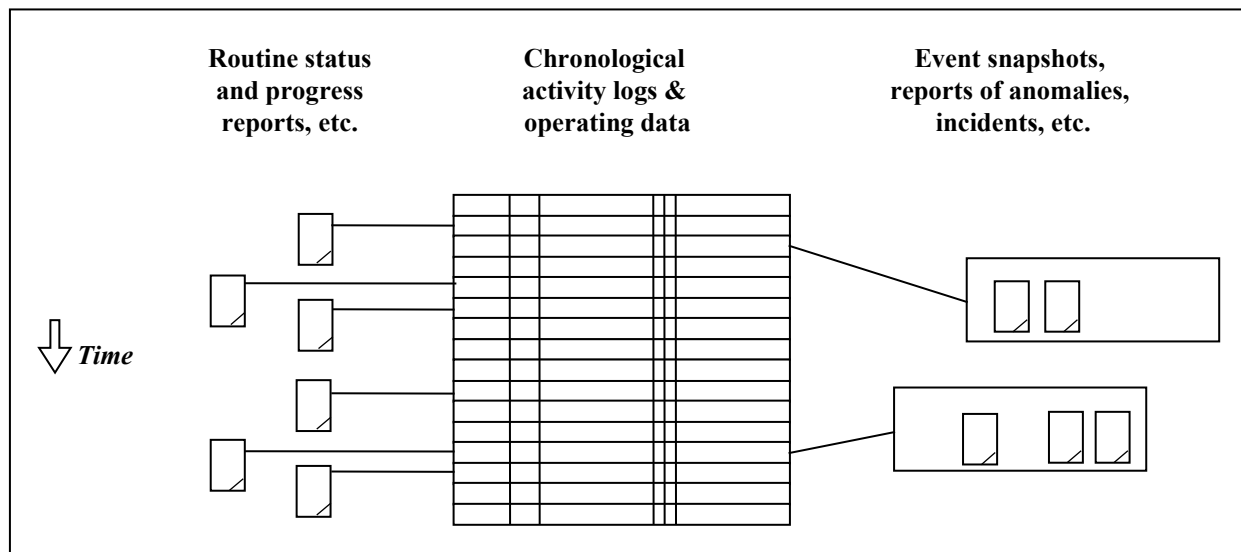 Routine status
and progress
reports, etc.
Chronological
activity logs &
operating data
Event snapshots,
reports of anomalies,
incidents, etc.
Time